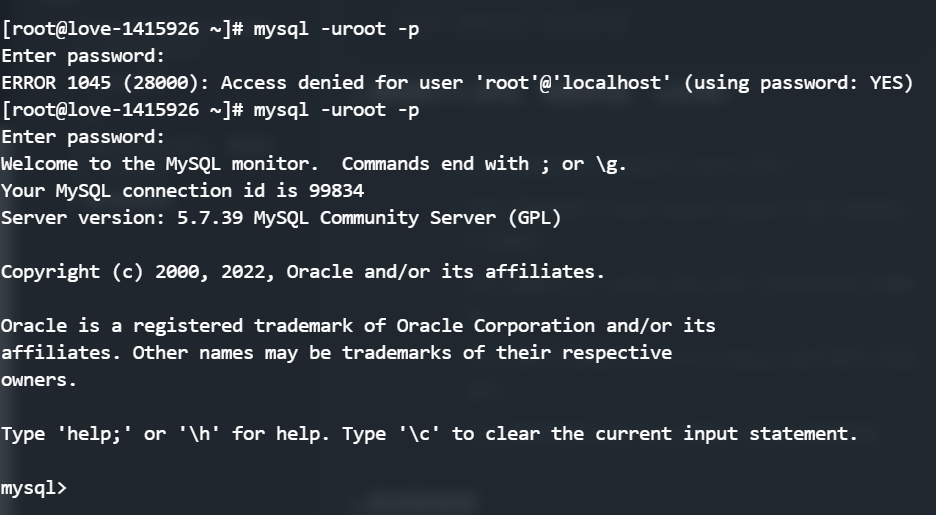 [root@love-1415926 ~]# mysql -uroot -p
Enter password:
ERROR 1045 (28000): Access denied for user 'root'@'localhost' (using password: YES)
[root@love-1415926 ~]# mysql -uroot -p
Enter password:
Welcome to the MySQL monitor.  Commands end with ; or \g.
Your MySQL connection id is 99834
Server version: 5.7.39 MySQL Community Server (GPL)

Copyright (c) 2000, 2022, Oracle and/or its affiliates.

Oracle is a registered trademark of Oracle Corporation and/or its
affiliates. Other names may be trademarks of their respective
owners.

Type 'help;' or '\h' for help. Type '\c' to clear the current input statement.

mysql>